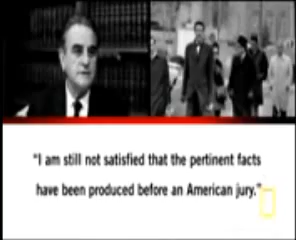 "I am still not satisfied that the pertinent facts
have been produced before an American jury."